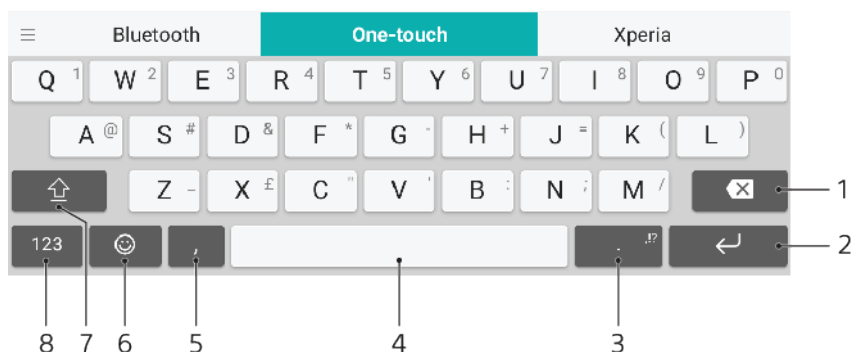 Bluetooth One-touch Xperia
Q 1 W 2 E 3 R 4 T 5 Y 6 U 7 I 8 O 9 P 0
A @ S # D & F * G - H + J = K ( L )
Z _ X £ C " V ' B : N ; M / 1
123 , . ,!? 2
8 7 6 5 4 3